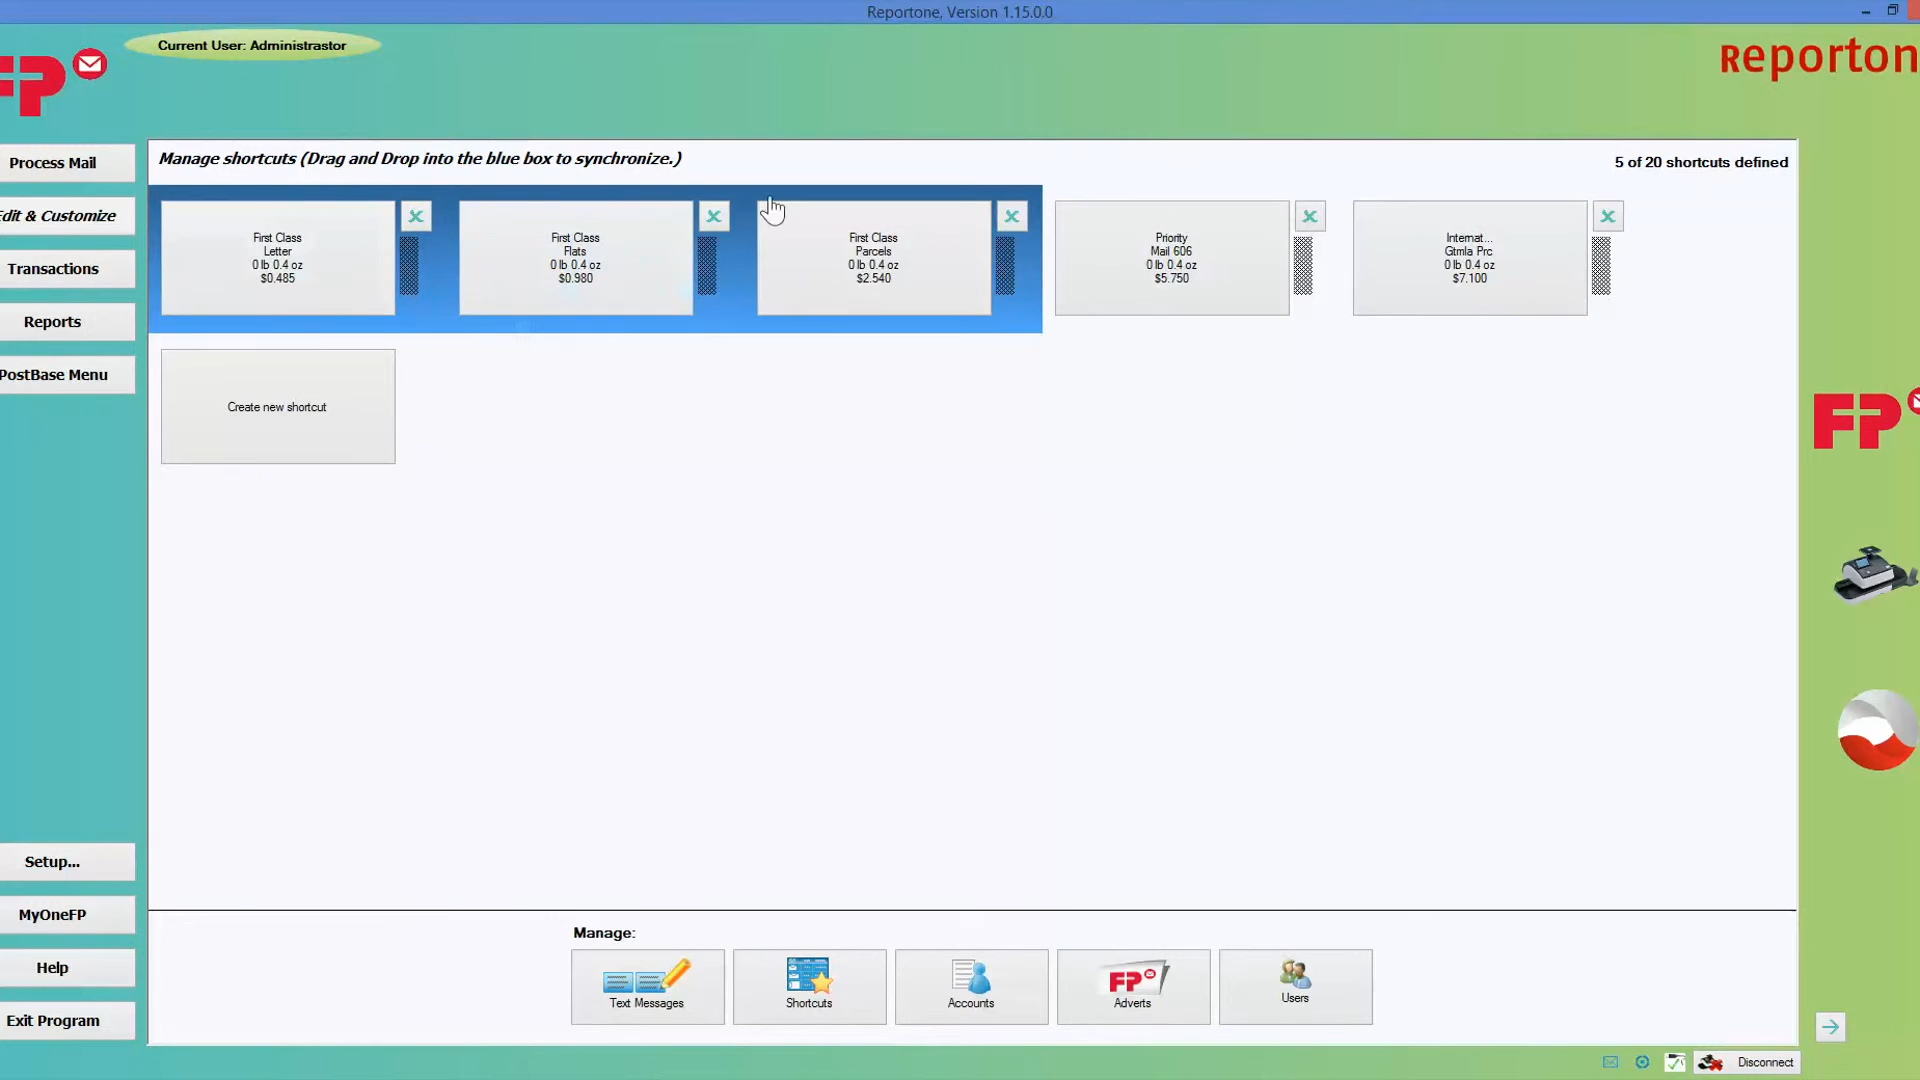 Reportone, Version 1.15.0.0
FP
Current User: Administrastor
Reporton
Process Mail
Edit & Customize
Transactions
Reports
PostBase Menu
Setup...
MyOneFP
Help
Exit Program
Manage shortcuts (Drag and Drop into the blue box to synchronize.)
5 of 20 shortcuts defined
First Class
Letter
0 lb 0.4 oz
$0.485
First Class
Flats
0 lb 0.4 oz
$0.980
First Class
Parcels
0 lb 0.4 oz
$2.540
Priority
Mail 606
0 lb 0.4 oz
$5.750
Internat...
Gtmla Prc
0 lb 0.4 oz
$7.100
Create new shortcut
FP
Manage:
Text Messages
Shortcuts
Accounts
FP
Adverts
Users
Disconnect